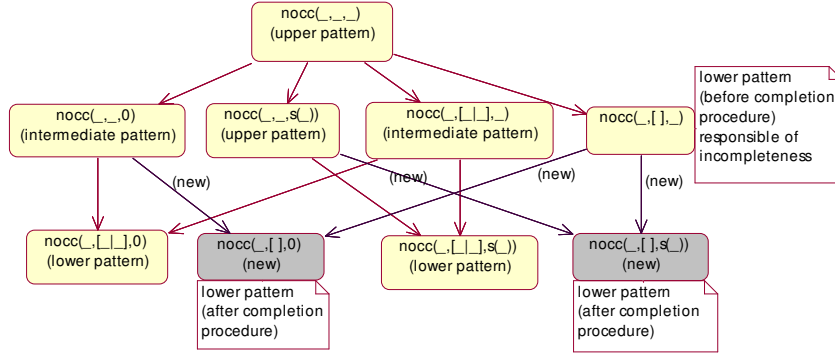 nocc(_,_,_)
(upper pattern)
lower pattern
(before completion
procedure)
responsible of
incompleteness
nocc(_,_,0)
(intermediate pattern)
nocc(_,_,s(_))
(upper pattern)
nocc(_,[_|_],_)
(intermediate pattern)
nocc(_,[ ],_)
(new)
(new)
(new)
(new)
nocc(_,[_|_],0)
(lower pattern)
nocc(_,[ ],0)
(new)
nocc(_,[_|_],s(_))
(lower pattern)
nocc(_,[ ],s(_))
(new)
lower pattern
(after completion
procedure)
lower pattern
(after completion
procedure)